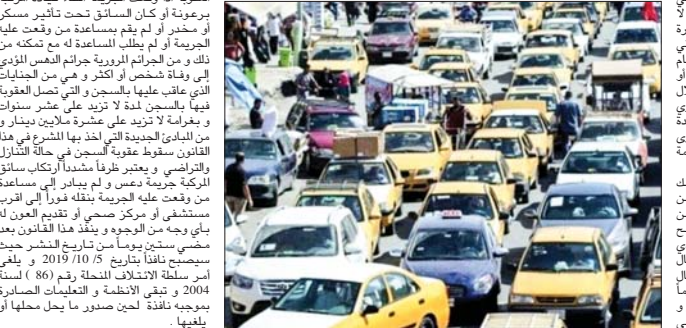 برعونة أو كان السائق تحت تأثير مسكر
أو مخدر أو لم يقم بمساعدة من وقعت عليه
الجريمة أو لم يطلب المساعدة له مع تمكنه من
ذلك و من الجرائم المرورية جرائم الدهس المؤدي
إلى وفاة شخص أو اكثر و هي من الجنايات
الذي عاقب عليها بالسجن و التي تصل العقوبة
فيها بالسجن لمدة لا تزيد على عشر سنوات
و بغرامة لا تزيد على عشرة ملايين دينار و
من المبادئ الجديدة التي اخذ بها المشرع في هذا
القانون سقوط عقوبة السجن في حالة التنازل
والتراضي و يعتبر ظرفاً مشدداً ارتكاب سائق
المركبة جريمة دعس و لم يبادر إلى مساعدة
من وقعت عليه الجريمة بنقله فوراً إلى اقرب
مستشفى أو مركز صحي أو تقديم العون له
بأي وجه من الوجوه و ينفذ هذا القانون بعد
مضي ستين يوماً من تاريخ النشر حيث
سيصبح نافذاً بتاريخ 5/ 10/ 2019 و يلغى
أمر سلطة الائتلاف المنحلة رقم (86 ) لسنة
2004 و تبقى الأنظمة و التعليمات الصادرة
بموجبه نافذة لحين صدور ما يحل محلها أو
يلغيها .